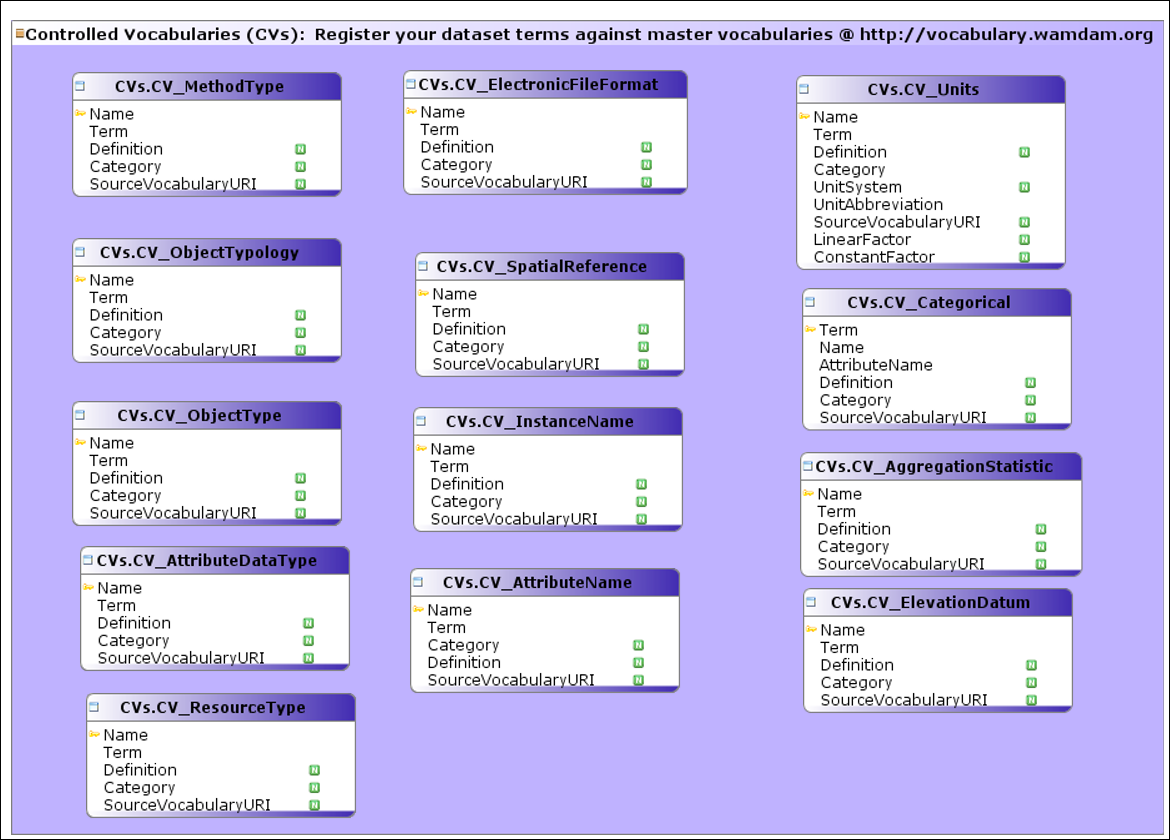 Controlled Vocabularies (CVs):  Register your dataset terms against master vocabularies @ http://vocabulary.wamdam.org
CVs.CV_MethodType
Name
Term
Definition N
Category N
SourceVocabularyURI N
CVs.CV_ObjectTypology
Name
Term
Definition N
Category N
SourceVocabularyURI N
CVs.CV_ObjectType
Name
Term
Definition N
Category N
SourceVocabularyURI N
CVs.CV_AttributeDataType
Name
Term
Definition N
Category N
SourceVocabularyURI N
CVs.CV_ResourceType
Name
Term
Definition N
Category N
SourceVocabularyURI N
CVs.CV_ElectronicFileFormat
Name
Term
Definition N
Category N
SourceVocabularyURI N
CVs.CV_SpatialReference
Name
Term
Definition N
Category N
SourceVocabularyURI N
CVs.CV_InstanceName
Name
Term
Definition N
Category N
SourceVocabularyURI N
CVs.CV_AttributeName
Name
Term
Category N
Definition N
SourceVocabularyURI N
CVs.CV_Units
Name
Term
Definition N
Category
UnitSystem N
UnitAbbreviation
SourceVocabularyURI N
LinearFactor N
ConstantFactor N
CVs.CV_Categorical
Term
Name
AttributeName
Definition N
Category N
SourceVocabularyURI N
CVs.CV_AggregationStatistic
Name
Term
Definition N
Category N
SourceVocabularyURI N
CVs.CV_ElevationDatum
Name
Term
Definition N
Category N
SourceVocabularyURI N